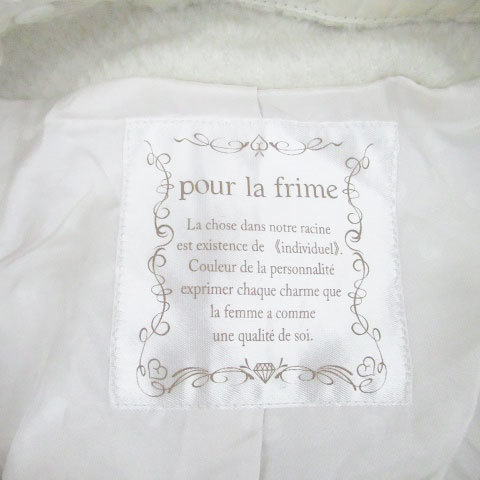 pour la frime
La chose dans notre racine
est existence de 《individuel》.
Couleur de la personnalité
exprimer chaque charme que
la femme a comme
une qualité de soi.